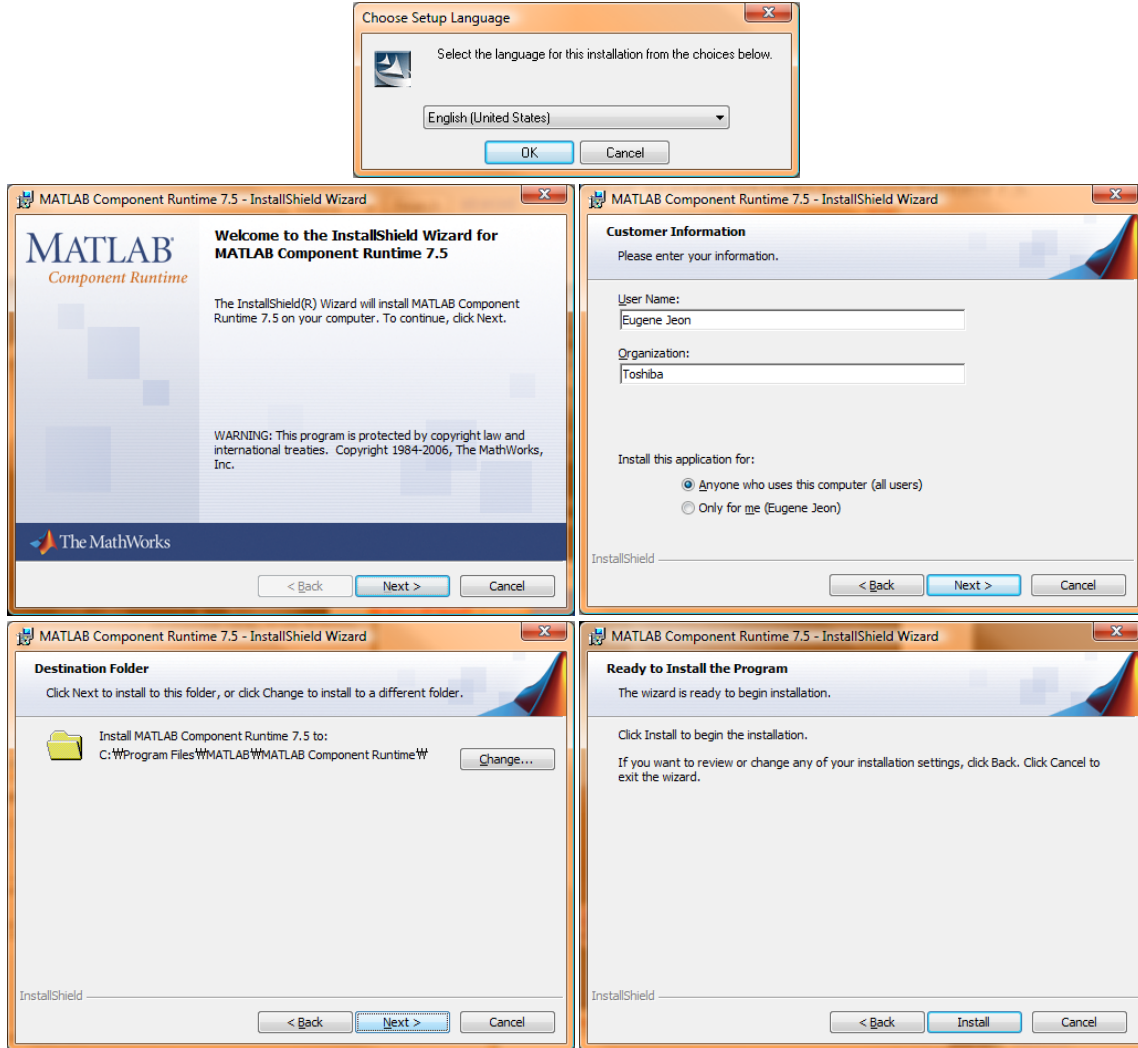 Choose Setup Language
Select the language for this installation from the choices below.
English (United States)
OK Cancel
MATLAB Component Runtime 7.5 - InstallShield Wizard
MATLAB®
Component Runtime
Welcome to the InstallShield Wizard for
MATLAB Component Runtime 7.5
The InstallShield(R) Wizard will install MATLAB Component
Runtime 7.5 on your computer. To continue, click Next.
WARNING: This program is protected by copyright law and
international treaties. Copyright 1984-2006, The MathWorks,
Inc.
The MathWorks
< Back Next > Cancel
MATLAB Component Runtime 7.5 - InstallShield Wizard
Customer Information
Please enter your information.
User Name:
Eugene Jeon
Organization:
Toshiba
Install this application for:
Anyone who uses this computer (all users)
Only for me (Eugene Jeon)
InstallShield
< Back Next > Cancel
MATLAB Component Runtime 7.5 - InstallShield Wizard
Destination Folder
Click Next to install to this folder, or click Change to install to a different folder.
Install MATLAB Component Runtime 7.5 to:
C:₩Program Files₩MATLAB₩MATLAB Component Runtime₩
Change...
InstallShield
< Back Next > Cancel
MATLAB Component Runtime 7.5 - InstallShield Wizard
Ready to Install the Program
The wizard is ready to begin installation.
Click Install to begin the installation.
If you want to review or change any of your installation settings, click Back. Click Cancel to
exit the wizard.
InstallShield
< Back Install Cancel